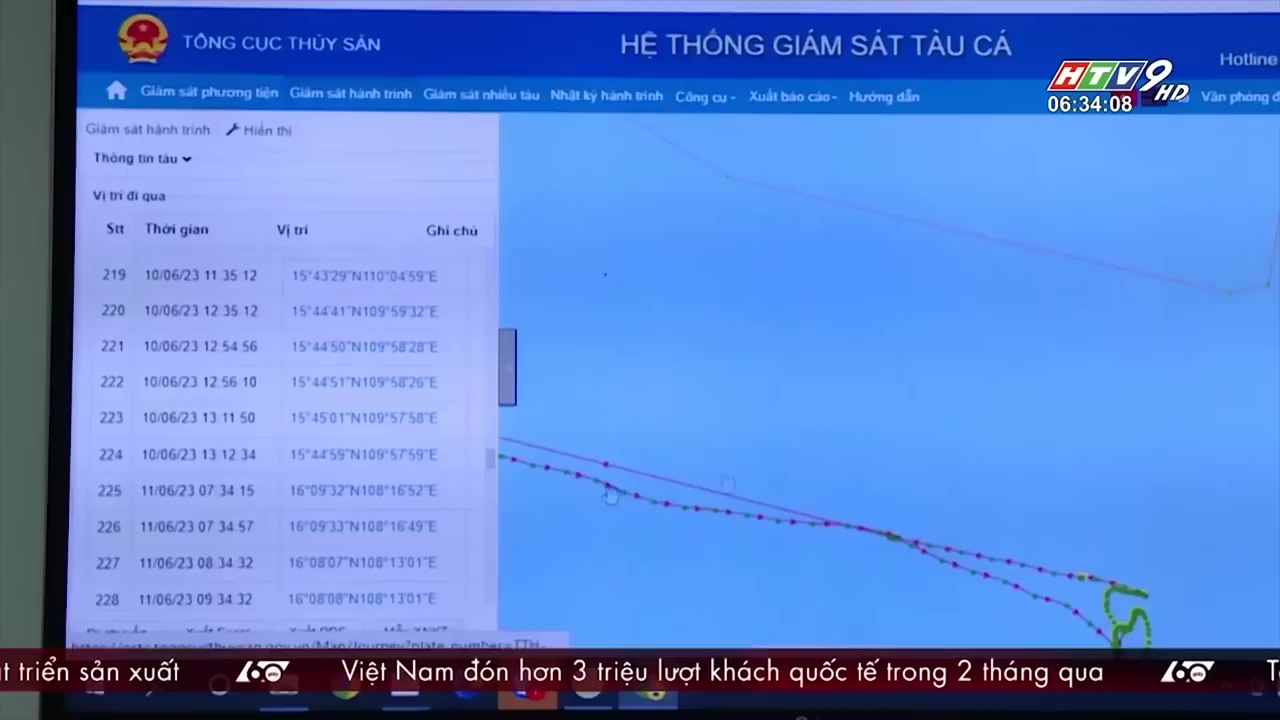 TỔNG CỤC THỦY SẢN
HỆ THỐNG GIÁM SÁT TÀU CÁ
Hotline
HTV9 HD
06:34:08
Giám sát phương tiện Giám sát hành trình Giám sát nhiều tàu Nhật ký hành trình Công cụ Xuất báo cáo Hướng dẫn Văn phòng
Giám sát hành trình Hiển thị
Thông tin tàu
Vị trí đi qua
Stt Thời gian Vị trí Ghi chú
219 10/06/23 11:35:12 15°43'29"N110°04'59"E
220 10/06/23 12:35:12 15°44'41"N109°59'32"E
221 10/06/23 12:54:56 15°44'50"N109°58'28"E
222 10/06/23 12:56:10 15°44'51"N109°58'26"E
223 10/06/23 13:11:50 15°45'01"N109°57'58"E
224 10/06/23 13:12:34 15°44'59"N109°57'59"E
225 11/06/23 07:34:15 16°09'32"N108°16'52"E
226 11/06/23 07:34:57 16°09'33"N108°16'49"E
227 11/06/23 08:34:32 16°08'07"N108°13'01"E
228 11/06/23 09:34:32 16°08'08"N108°13'01"E
triển sản xuất 60 Việt Nam đón hơn 3 triệu lượt khách quốc tế trong 2 tháng qua 60